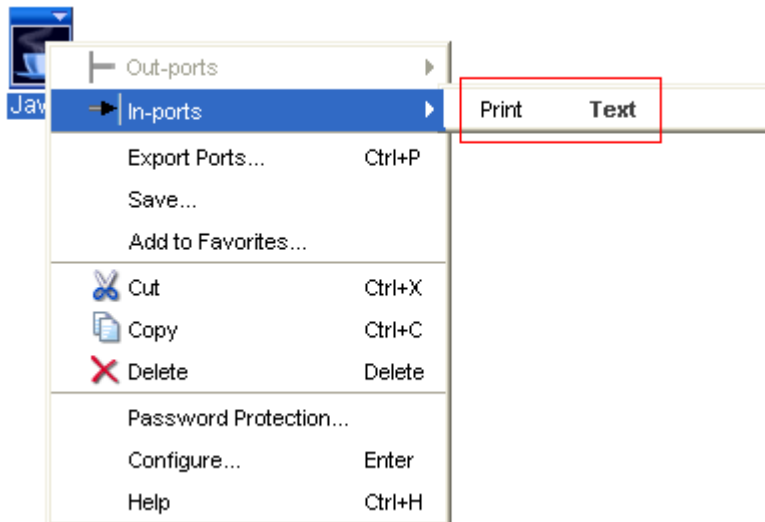 Out-ports
Jav
In-ports
Print Text
Export Ports... Ctrl+P
Save...
Add to Favorites...
Cut Ctrl+X
Copy Ctrl+C
Delete Delete
Password Protection...
Configure... Enter
Help Ctrl+H